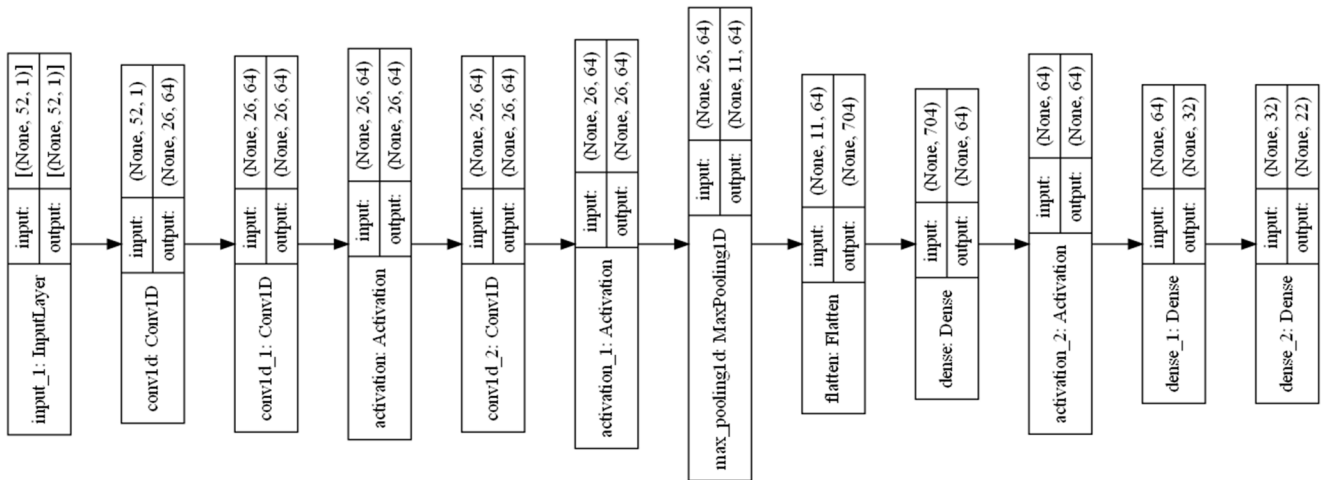 input_1: InputLayer
input:
[(None, 52, 1)]
output:
[(None, 52, 1)]
conv1d: Conv1D
input:
(None, 52, 1)
output:
(None, 26, 64)
conv1d_1: Conv1D
input:
(None, 26, 64)
output:
(None, 26, 64)
activation: Activation
input:
(None, 26, 64)
output:
(None, 26, 64)
conv1d_2: Conv1D
input:
(None, 26, 64)
output:
(None, 26, 64)
activation_1: Activation
input:
(None, 26, 64)
output:
(None, 26, 64)
max_pooling1d: MaxPooling1D
input:
(None, 26, 64)
output:
(None, 11, 64)
flatten: Flatten
input:
(None, 11, 64)
output:
(None, 704)
dense: Dense
input:
(None, 704)
output:
(None, 64)
activation_2: Activation
input:
(None, 64)
output:
(None, 64)
dense_1: Dense
input:
(None, 64)
output:
(None, 32)
dense_2: Dense
input:
(None, 32)
output:
(None, 22)